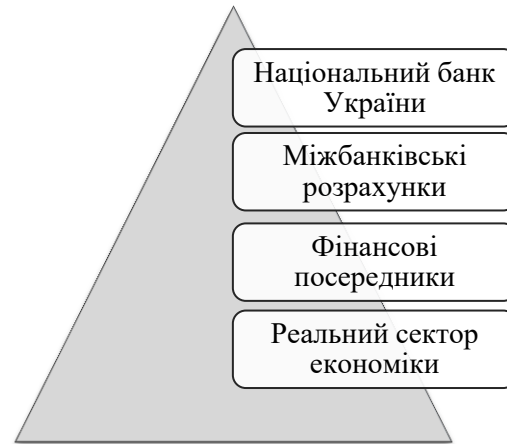 Національний банк
України
Міжбанківські
розрахунки
Фінансові
посередники
Реальний сектор
економіки